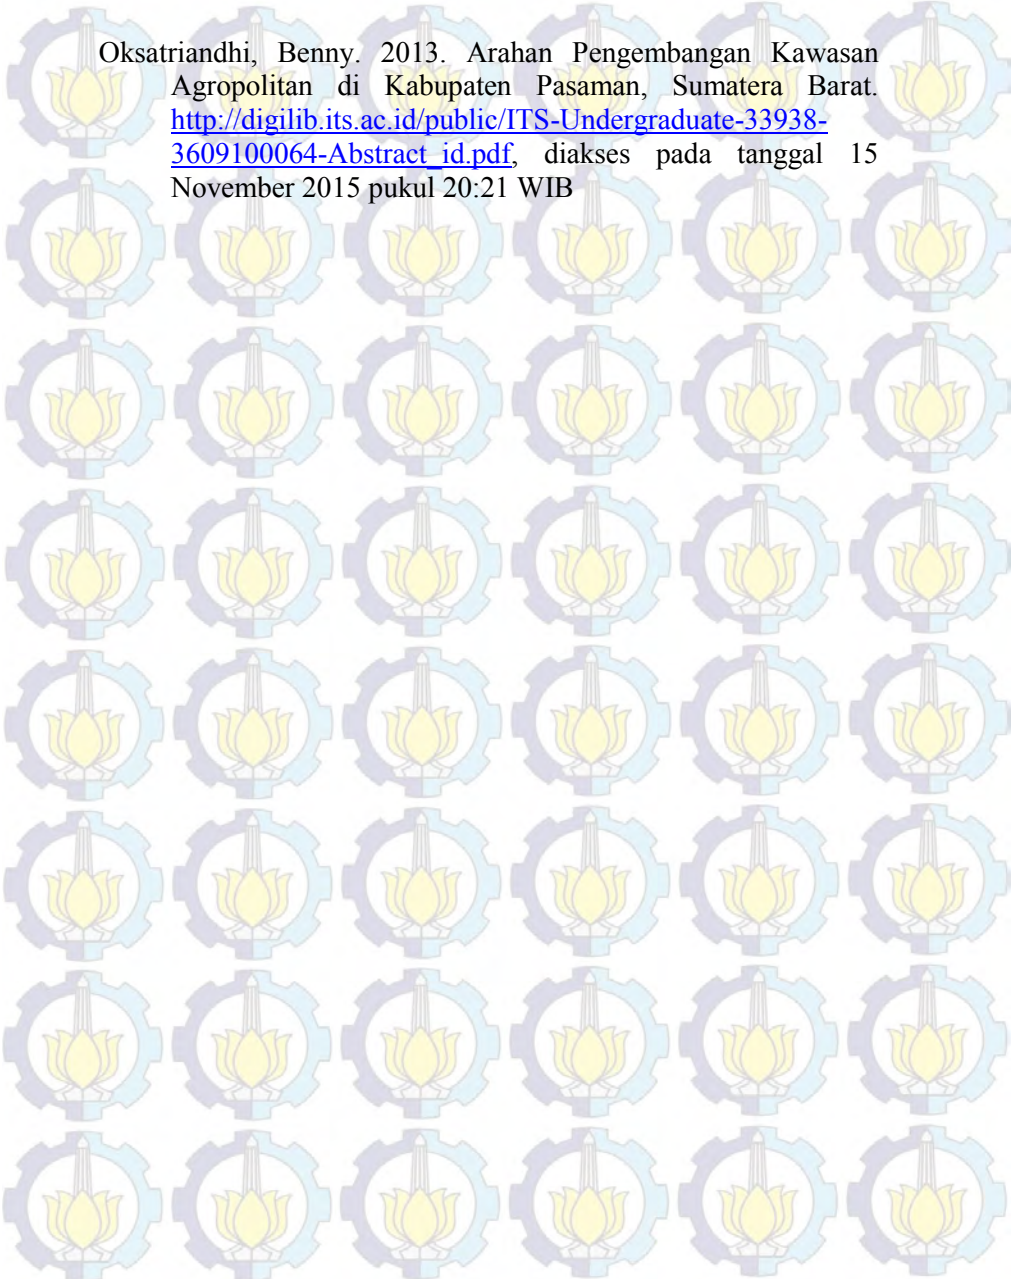 Oksatriandhi, Benny. 2013. Arahan Pengembangan Kawasan
Agropolitan di Kabupaten Pasaman, Sumatera Barat.
http://digilib.its.ac.id/public/ITS-Undergraduate-33938-
3609100064-Abstract_id.pdf, diakses pada tanggal 15
November 2015 pukul 20:21 WIB